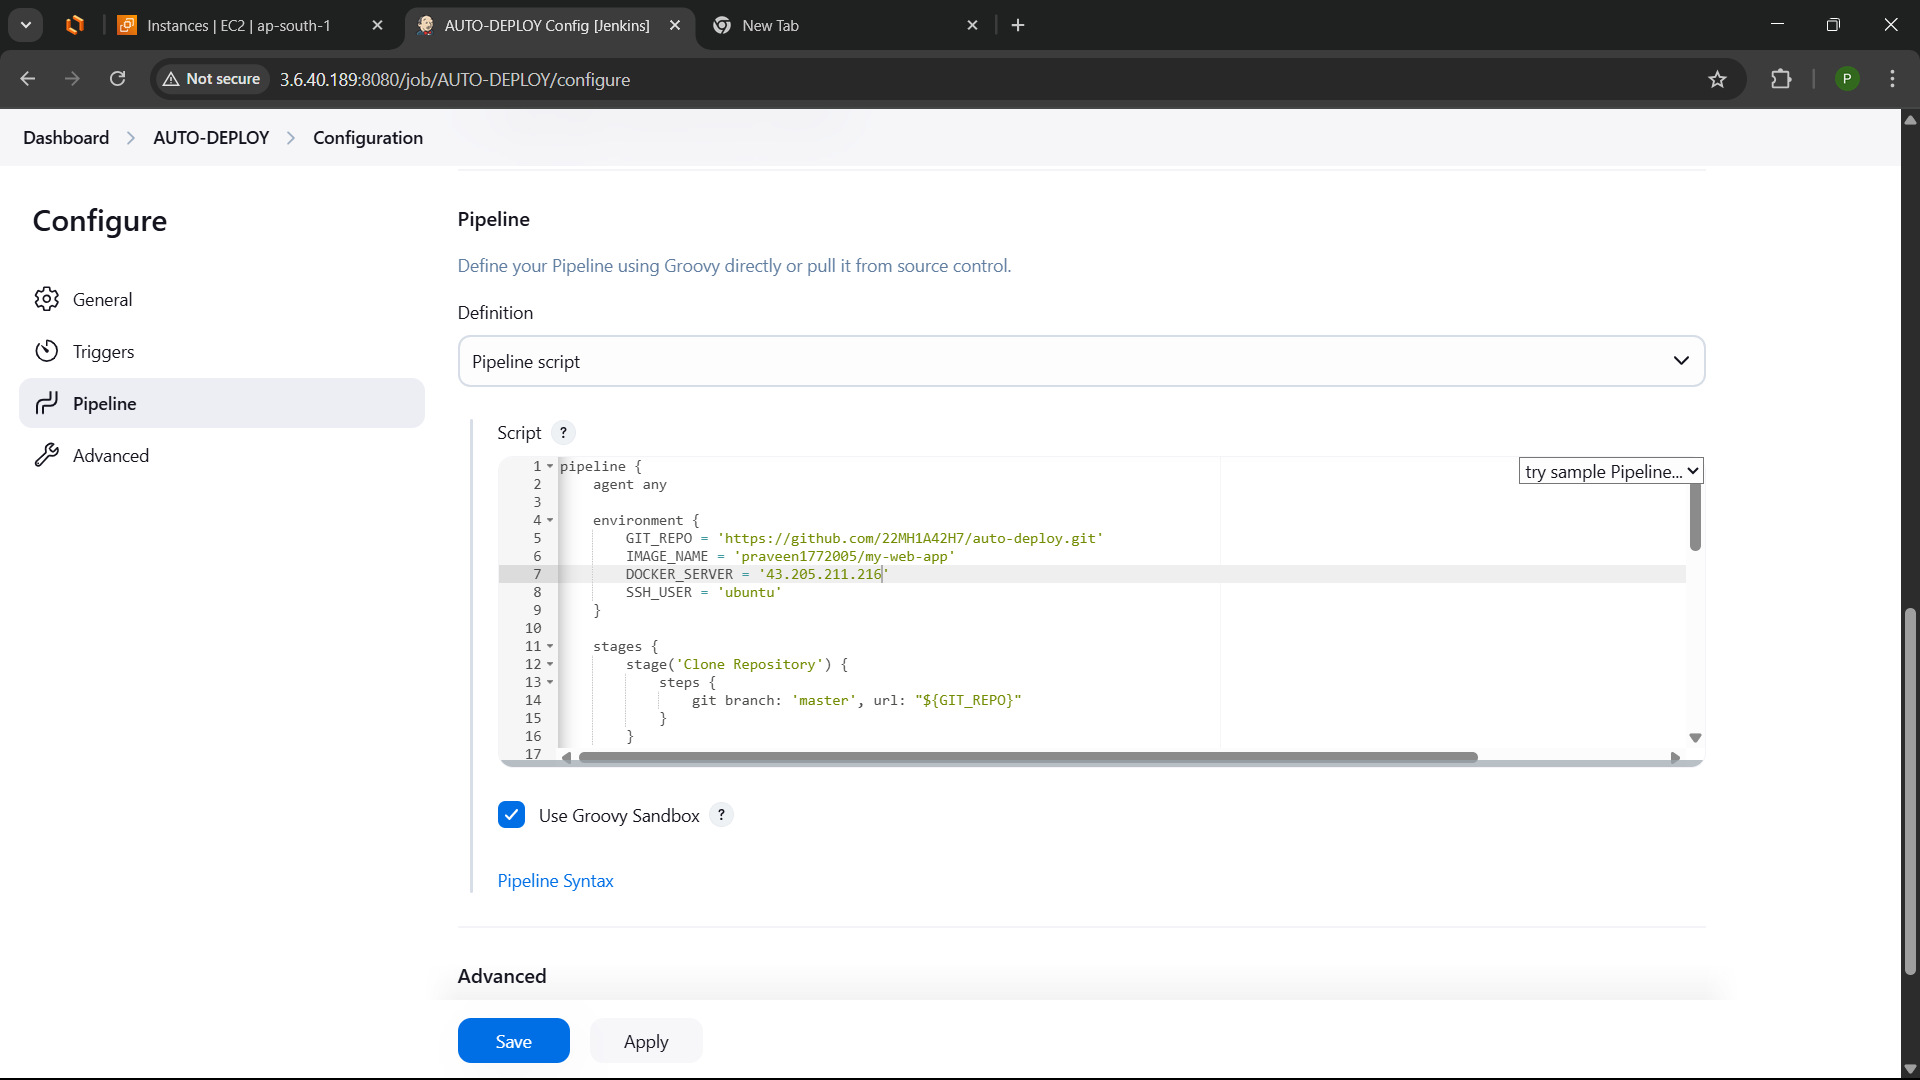 Instances | EC2 | ap-south-1
AUTO-DEPLOY Config [Jenkins]
New Tab
Not secure
3.6.40.189:8080/job/AUTO-DEPLOY/configure
P
Dashboard
AUTO-DEPLOY
Configuration
Configure
General
Triggers
Pipeline
Advanced
Pipeline
Define your Pipeline using Groovy directly or pull it from source control.
Definition
Pipeline script
Script ?
try sample Pipeline...
1 pipeline {
2     agent any
3
4     environment {
5         GIT_REPO = 'https://github.com/22MH1A42H7/auto-deploy.git'
6         IMAGE_NAME = 'praveen1772005/my-web-app'
7         DOCKER_SERVER = '43.205.211.216'
8         SSH_USER = 'ubuntu'
9     }
10
11     stages {
12         stage('Clone Repository') {
13             steps {
14                 git branch: 'master', url: "${GIT_REPO}"
15             }
16         }
17
Use Groovy Sandbox ?
Pipeline Syntax
Advanced
Save
Apply